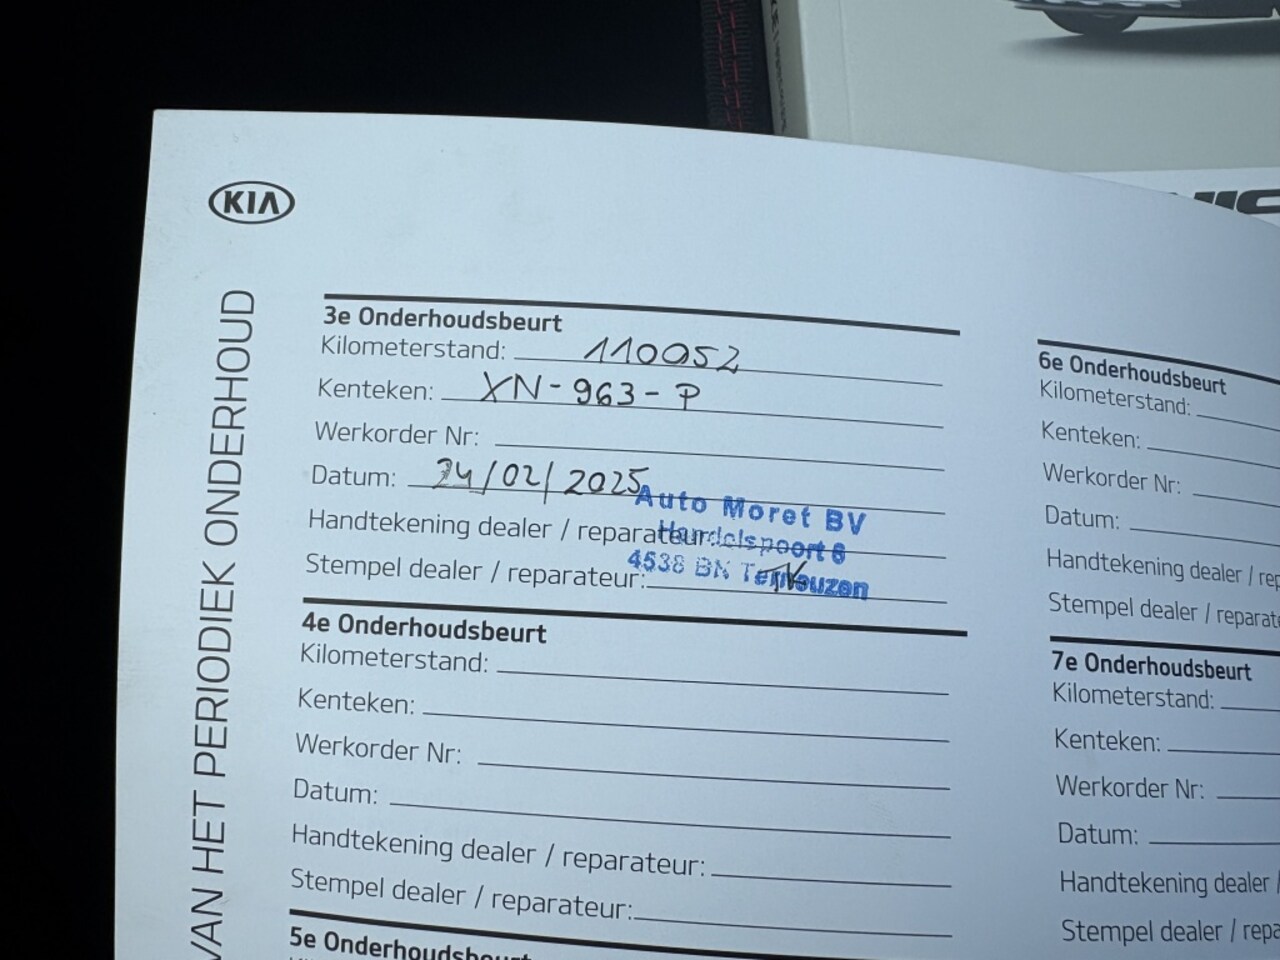 KIA
VAN HET PERIODIEK ONDERHOUD
3e Onderhoudsbeurt
Kilometerstand: 110052
Kenteken: XN-963-P
Werkorder Nr:
Datum: 24/02/2025
Handtekening dealer / reparateur:
Stempel dealer / reparateur:
Auto Moret BV
Handelspoort 6
4538 BN Terneuzen
4e Onderhoudsbeurt
Kilometerstand:
Kenteken:
Werkorder Nr:
Datum:
Handtekening dealer / reparateur:
Stempel dealer / reparateur:
5e Onderhoudsbeurt
6e Onderhoudsbeurt
Kilometerstand:
Kenteken:
Werkorder Nr:
Datum:
Handtekening dealer / rep
Stempel dealer / reparat
7e Onderhoudsbeurt
Kilometerstand:
Kenteken:
Werkorder Nr:
Datum:
Handtekening dealer /
Stempel dealer / repa